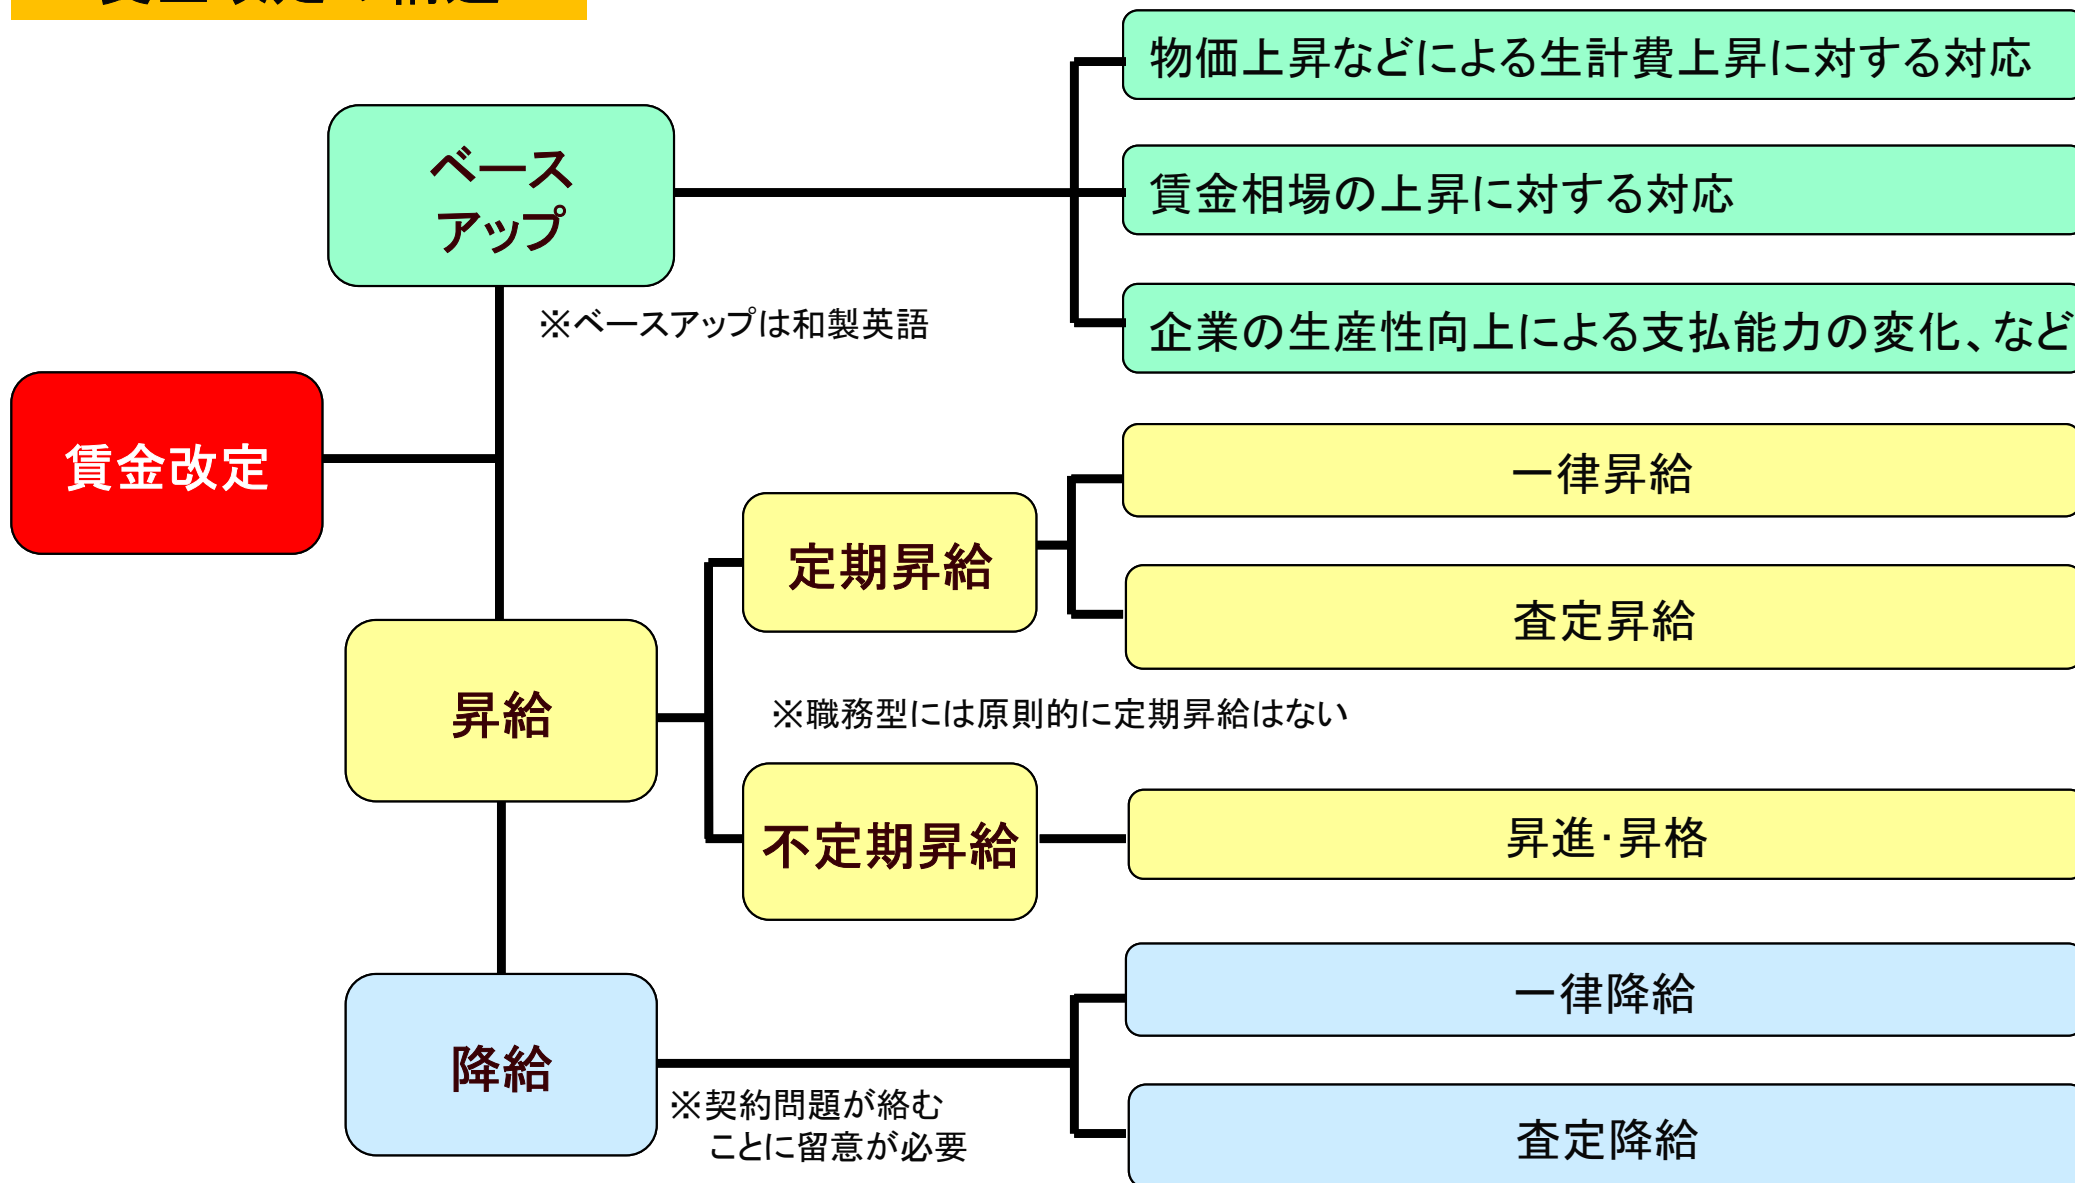 物価上昇などによる生計費上昇に対する対応
ベース
アップ
賃金相場の上昇に対する対応
※ベースアップは和製英語
企業の生産性向上による支払能力の変化、など
賃金改定
一律昇給
定期昇給
査定昇給
昇給
※職務型には原則的に定期昇給はない
不定期昇給
昇進・昇格
一律降給
降給
※契約問題が絡む
ことに留意が必要
査定降給